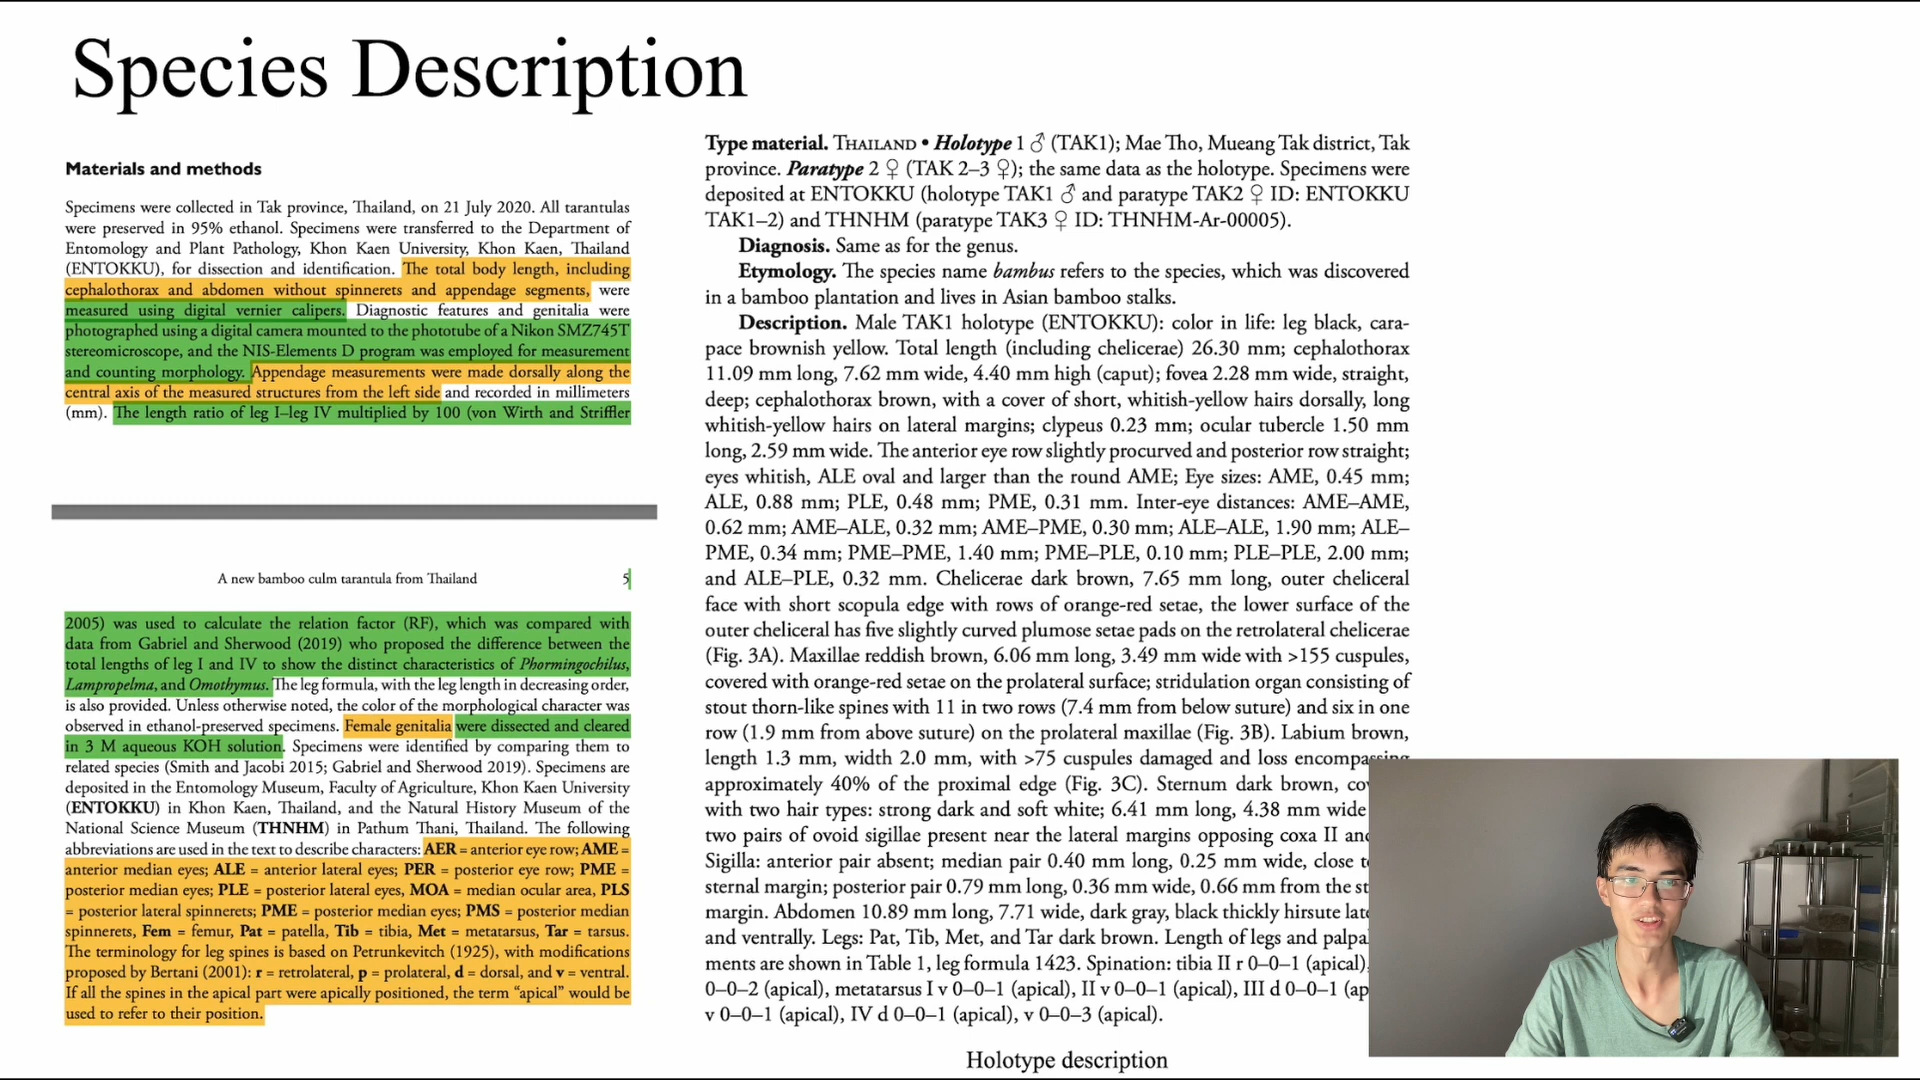 Species Description
Materials and methods
Specimens were collected in Tak province, Thailand, on 21 July 2020. All tarantulas
were preserved in 95% ethanol. Specimens were transferred to the Department of
Entomology and Plant Pathology, Khon Kaen University, Khon Kaen, Thailand
(ENTOKKU), for dissection and identification. The total body length, including
cephalothorax and abdomen without spinnerets and appendage segments, were
measured using digital vernier calipers. Diagnostic features and genitalia were
photographed using a digital camera mounted to the phototube of a Nikon SMZ745T
stereomicroscope, and the NIS-Elements D program was employed for measurement
and counting morphology. Appendage measurements were made dorsally along the
central axis of the measured structures from the left side and recorded in millimeters
(mm). The length ratio of leg I–leg IV multiplied by 100 (von Wirth and Striffler
A new bamboo culm tarantula from Thailand 5
2005) was used to calculate the relation factor (RF), which was compared with
data from Gabriel and Sherwood (2019) who proposed the difference between the
total lengths of leg I and IV to show the distinct characteristics of Phormingochilus,
Lampropelma, and Omothymus. The leg formula, with the leg length in decreasing order,
is also provided. Unless otherwise noted, the color of the morphological character was
observed in ethanol-preserved specimens. Female genitalia were dissected and cleared
in 3 M aqueous KOH solution. Specimens were identified by comparing them to
related species (Smith and Jacobi 2015; Gabriel and Sherwood 2019). Specimens are
deposited in the Entomology Museum, Faculty of Agriculture, Khon Kaen University
(ENTOKKU) in Khon Kaen, Thailand, and the Natural History Museum of the
National Science Museum (THNHM) in Pathum Thani, Thailand. The following
abbreviations are used in the text to describe characters: AER = anterior eye row; AME =
anterior median eyes; ALE = anterior lateral eyes; PER = posterior eye row; PME =
posterior median eyes; PLE = posterior lateral eyes, MOA = median ocular area, PLS
= posterior lateral spinnerets; PME = posterior median eyes; PMS = posterior median
spinnerets, Fem = femur, Pat = patella, Tib = tibia, Met = metatarsus, Tar = tarsus.
The terminology for leg spines is based on Petrunkevitch (1925), with modifications
proposed by Bertani (2001): r = retrolateral, p = prolateral, d = dorsal, and v = ventral.
If all the spines in the apical part were apically positioned, the term “apical” would be
used to refer to their position.
Type material. THAILAND • Holotype 1 ♂ (TAK1); Mae Tho, Mueang Tak district, Tak
province. Paratype 2 ♀ (TAK 2–3 ♀); the same data as the holotype. Specimens were
deposited at ENTOKKU (holotype TAK1 ♂ and paratype TAK2 ♀ ID: ENTOKKU
TAK1–2) and THNHM (paratype TAK3 ♀ ID: THNHM-Ar-00005).
Diagnosis. Same as for the genus.
Etymology. The species name bambus refers to the species, which was discovered
in a bamboo plantation and lives in Asian bamboo stalks.
Description. Male TAK1 holotype (ENTOKKU): color in life: leg black, cara-
pace brownish yellow. Total length (including chelicerae) 26.30 mm; cephalothorax
11.09 mm long, 7.62 mm wide, 4.40 mm high (caput); fovea 2.28 mm wide, straight,
deep; cephalothorax brown, with a cover of short, whitish-yellow hairs dorsally, long
whitish-yellow hairs on lateral margins; clypeus 0.23 mm; ocular tubercle 1.50 mm
long, 2.59 mm wide. The anterior eye row slightly procurved and posterior row straight;
eyes whitish, ALE oval and larger than the round AME; Eye sizes: AME, 0.45 mm;
ALE, 0.88 mm; PLE, 0.48 mm; PME, 0.31 mm. Inter-eye distances: AME–AME,
0.62 mm; AME–ALE, 0.32 mm; AME–PME, 0.30 mm; ALE–ALE, 1.90 mm; ALE–
PME, 0.34 mm; PME–PME, 1.40 mm; PME–PLE, 0.10 mm; PLE–PLE, 2.00 mm;
and ALE–PLE, 0.32 mm. Chelicerae dark brown, 7.65 mm long, outer cheliceral
face with short scopula edge with rows of orange-red setae, the lower surface of the
outer cheliceral has five slightly curved plumose setae pads on the retrolateral chelicerae
(Fig. 3A). Maxillae reddish brown, 6.06 mm long, 3.49 mm wide with >155 cuspules,
covered with orange-red setae on the prolateral surface; stridulation organ consisting of
stout thorn-like spines with 11 in two rows (7.4 mm from below suture) and six in one
row (1.9 mm from above suture) on the prolateral maxillae (Fig. 3B). Labium brown,
length 1.3 mm, width 2.0 mm, with >75 cuspules damaged and loss encompassing
approximately 40% of the proximal edge (Fig. 3C). Sternum dark brown, co
with two hair types: strong dark and soft white; 6.41 mm long, 4.38 mm wide
two pairs of ovoid sigillae present near the lateral margins opposing coxa II an
Sigilla: anterior pair absent; median pair 0.40 mm long, 0.25 mm wide, close t
sternal margin; posterior pair 0.79 mm long, 0.36 mm wide, 0.66 mm from the st
margin. Abdomen 10.89 mm long, 7.71 wide, dark gray, black thickly hirsute lat
and ventrally. Legs: Pat, Tib, Met, and Tar dark brown. Length of legs and palpa
ments are shown in Table 1, leg formula 1423. Spination: tibia II r 0–0–1 (apical),
0–0–2 (apical), metatarsus I v 0–0–1 (apical), II v 0–0–1 (apical), III d 0–0–1 (ap
v 0–0–1 (apical), IV d 0–0–1 (apical), v 0–0–3 (apical).
Holotype description